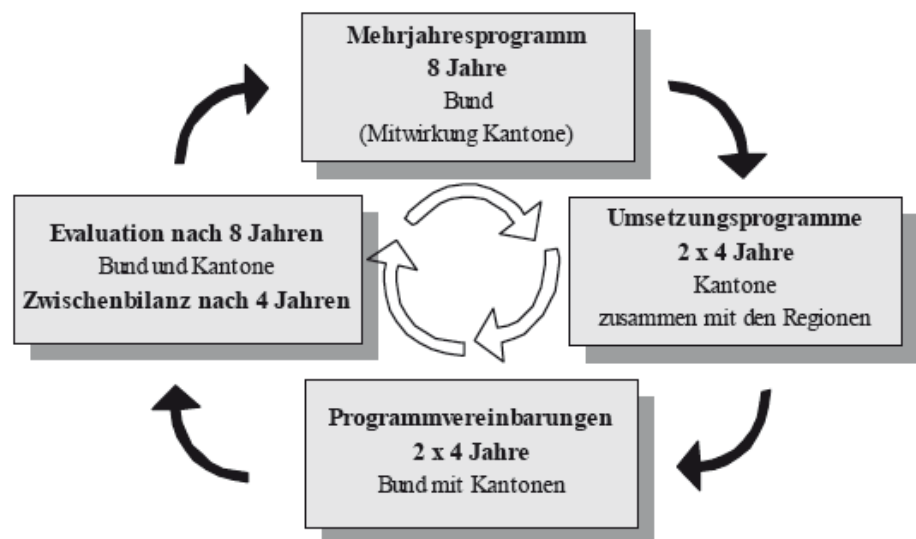 Mehrjahresprogramm
8 Jahre
Bund
(Mitwirkung Kantone)
Umsetzungsprogramme
2 x 4 Jahre
Kantone
zusammen mit den Regionen
Programmvereinbarungen
2 x 4 Jahre
Bund mit Kantonen
Evaluation nach 8 Jahren
Bund und Kantone
Zwischenbilanz nach 4 Jahren